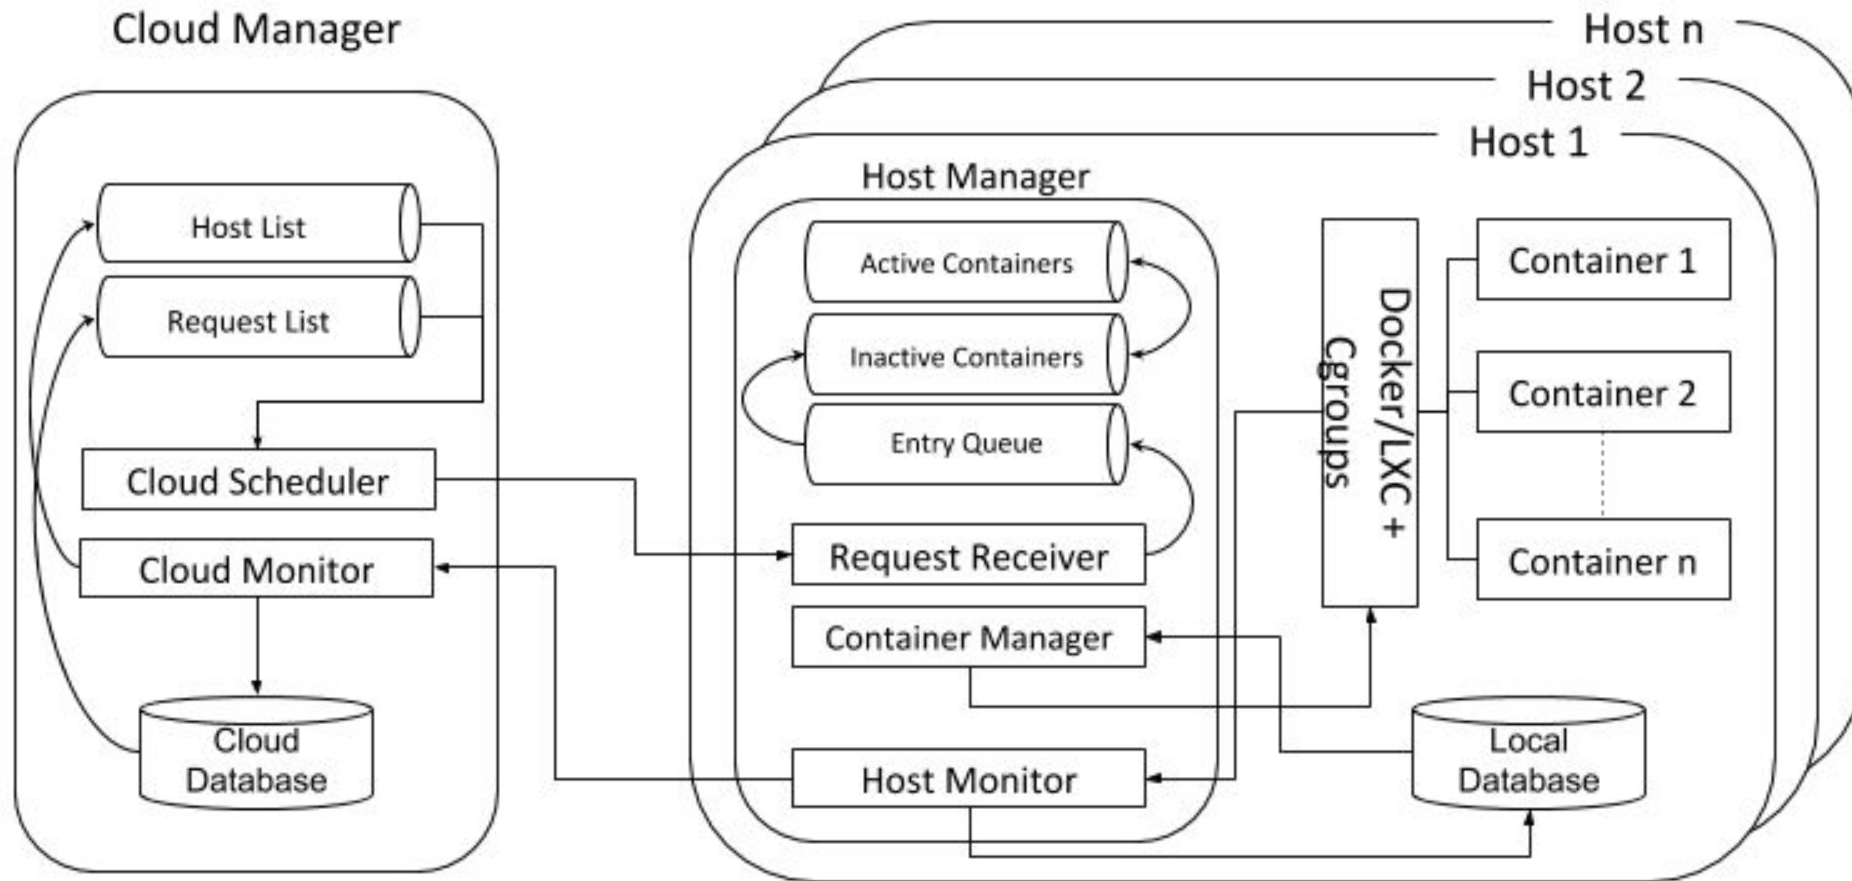 Cloud Manager
Host List
Request List
Cloud Scheduler
Cloud Monitor
Cloud
Database
Host n
Host 2
Host 1
Host Manager
Active Containers
Inactive Containers
Entry Queue
Request Receiver
Container Manager
Host Monitor
Docker/LXC +
Cgroups
Container 1
Container 2
Container n
Local
Database